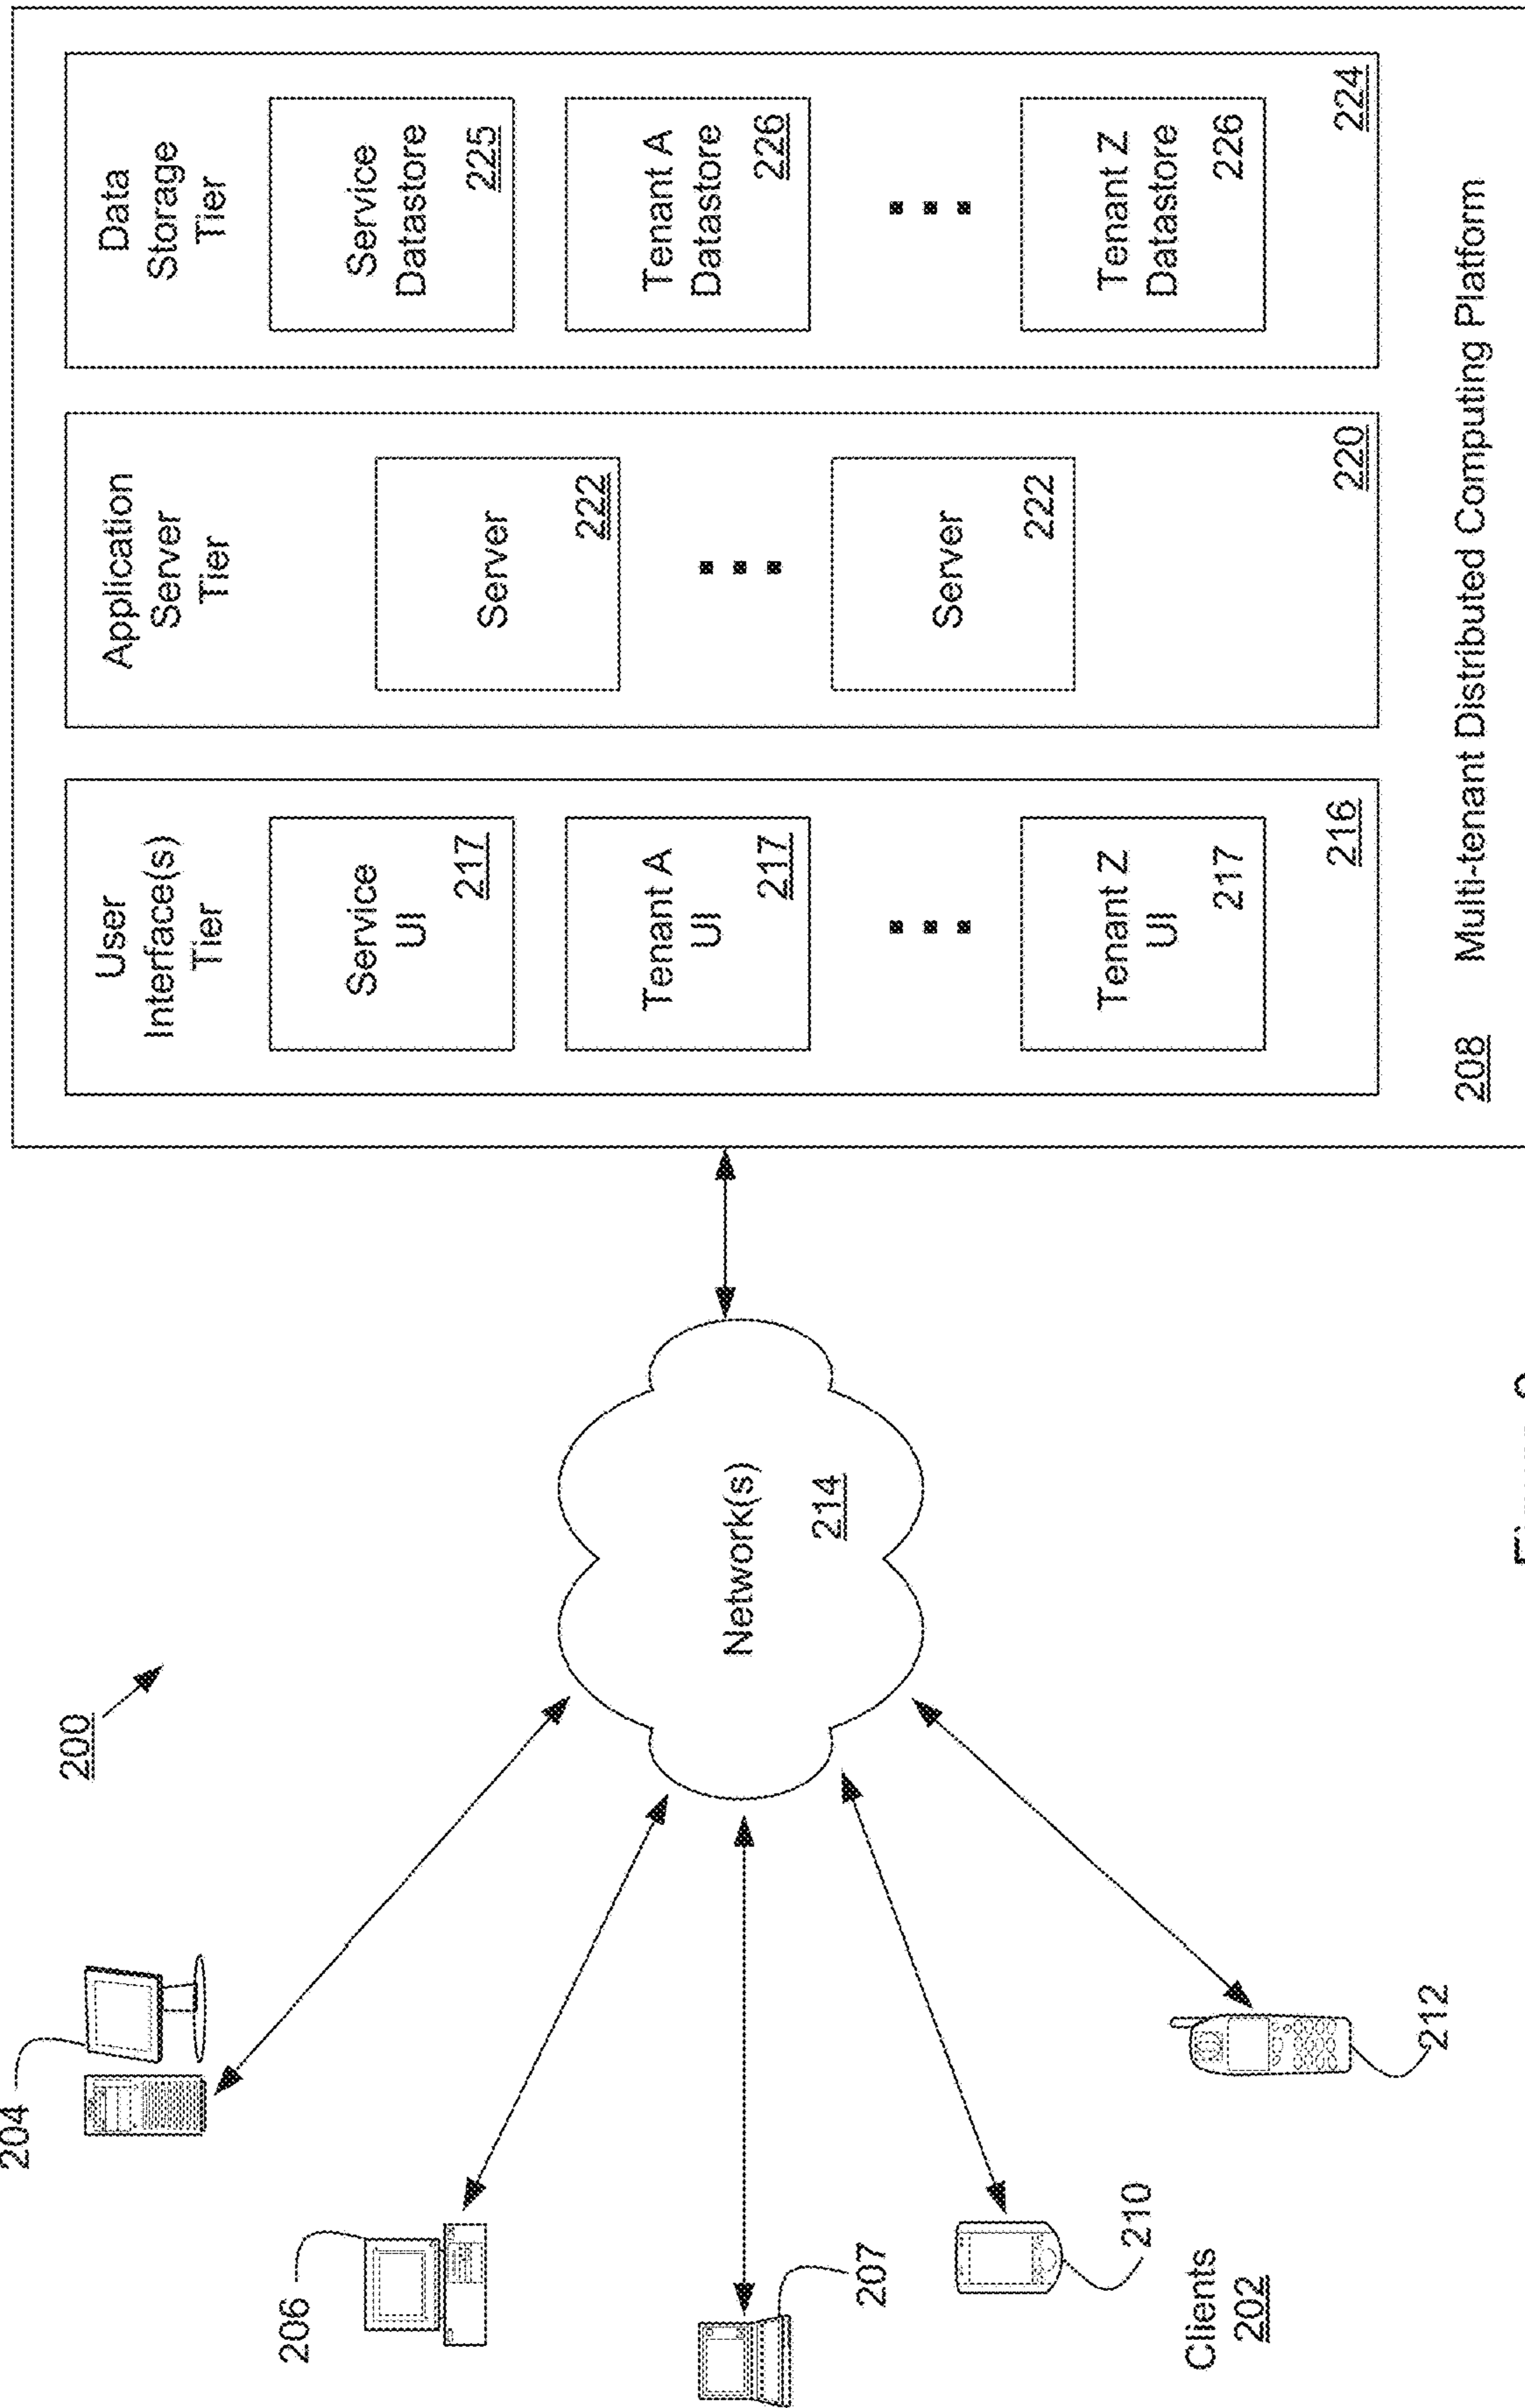 200
204
206
207
210
212
Clients
202
Network(s)
214
User
Interface(s)
Tier
Service
UI
217
Tenant A
UI
217
Tenant Z
UI
217
216
Application
Server
Tier
Server
222
Server
222
220
Data
Storage
Tier
Service
Datastore
225
Tenant A
Datastore
226
Tenant Z
Datastore
226
224
208 Multi-tenant Distributed Computing Platform